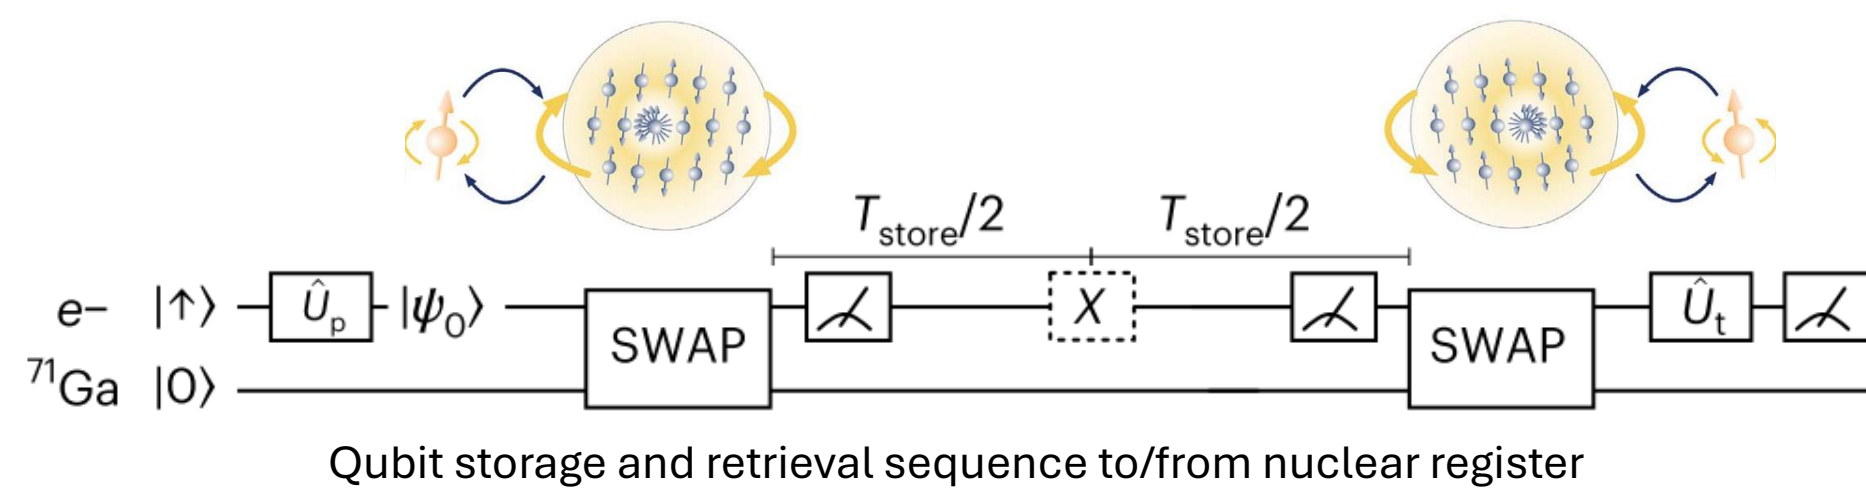 T_store/2 T_store/2
e− |↑⟩ Û_p |ψ_0⟩ SWAP X SWAP Û_t
^71Ga |0⟩
Qubit storage and retrieval sequence to/from nuclear register